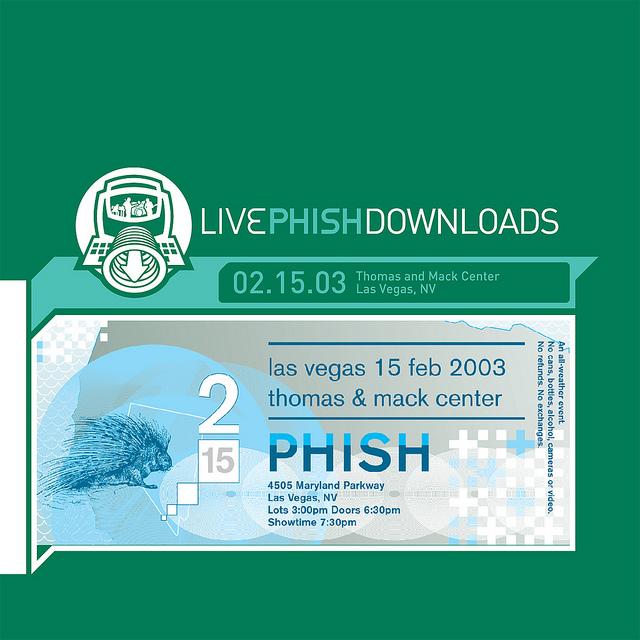 LIVEPHISHDOWNLOADS
02.15.03
Thomas and Mack Center
Las Vegas, NV
2
15
las vegas 15 feb 2003
thomas & mack center
PHISH
4505 Maryland Parkway
Las Vegas, NV
Lots 3:00pm Doors 6:30pm
Showtime 7:30pm
An all-weather event.
No cans, bottles, alcohol, cameras or video.
No refunds. No exchanges.